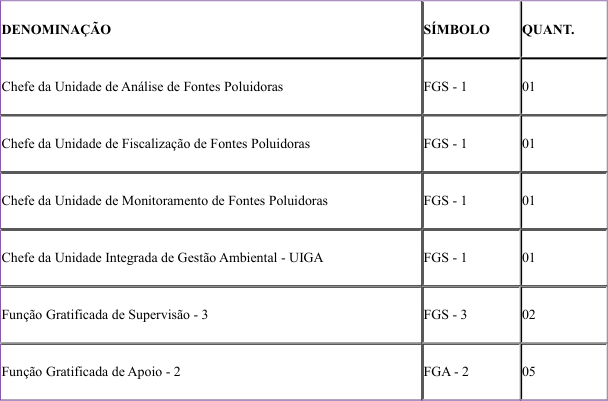 DENOMINAÇÃO SÍMBOLO QUANT.
Chefe da Unidade de Análise de Fontes Poluidoras FGS - 1 01
Chefe da Unidade de Fiscalização de Fontes Poluidoras FGS - 1 01
Chefe da Unidade de Monitoramento de Fontes Poluidoras FGS - 1 01
Chefe da Unidade Integrada de Gestão Ambiental - UIGA FGS - 1 01
Função Gratificada de Supervisão - 3 FGS - 3 02
Função Gratificada de Apoio - 2 FGA - 2 05